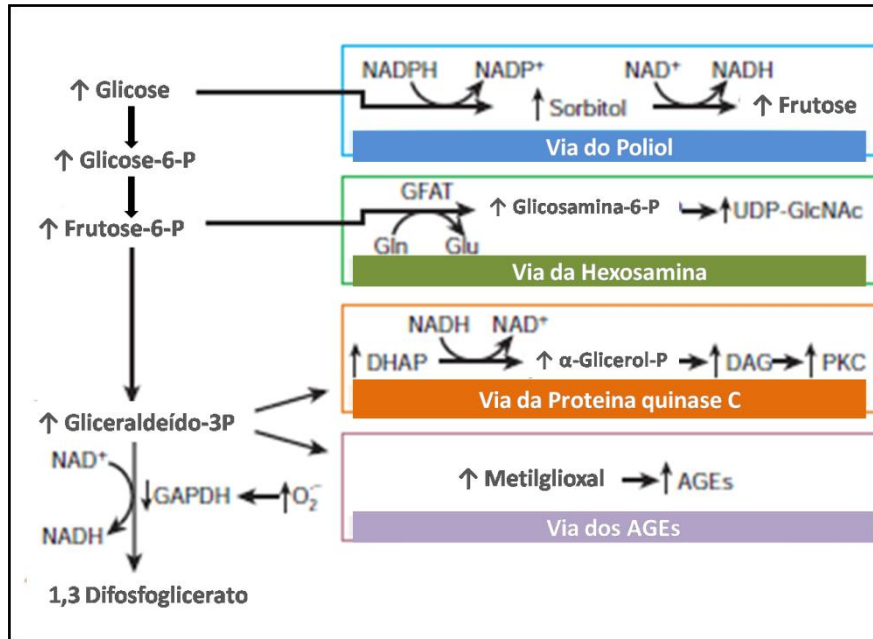 ↑ Glicose
↑ Glicose-6-P
↑ Frutose-6-P
↑ Gliceraldeído-3P
NAD⁺
↓GAPDH ← ↑O₂·⁻
NADH
1,3 Difosfoglicerato
NADPH NADP⁺ NAD⁺ NADH
↑ Sorbitol ↑ Frutose
Via do Poliol
GFAT
↑ Glicosamina-6-P → ↑UDP-GlcNAc
Gln Glu
Via da Hexosamina
NADH NAD⁺
↑ DHAP → ↑ α-Glicerol-P → ↑DAG → ↑PKC
Via da Proteina quinase C
↑ Metilglioxal → ↑ AGEs
Via dos AGEs